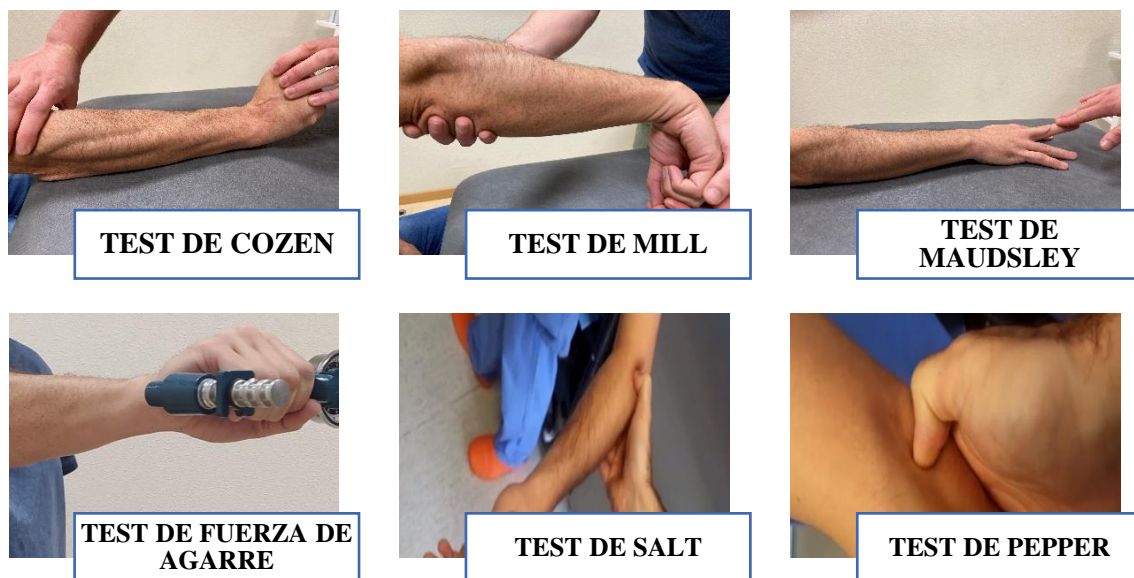 TEST DE COZEN
TEST DE MILL
TEST DE
MAUDSLEY
TEST DE FUERZA DE
AGARRE
TEST DE SALT
TEST DE PEPPER